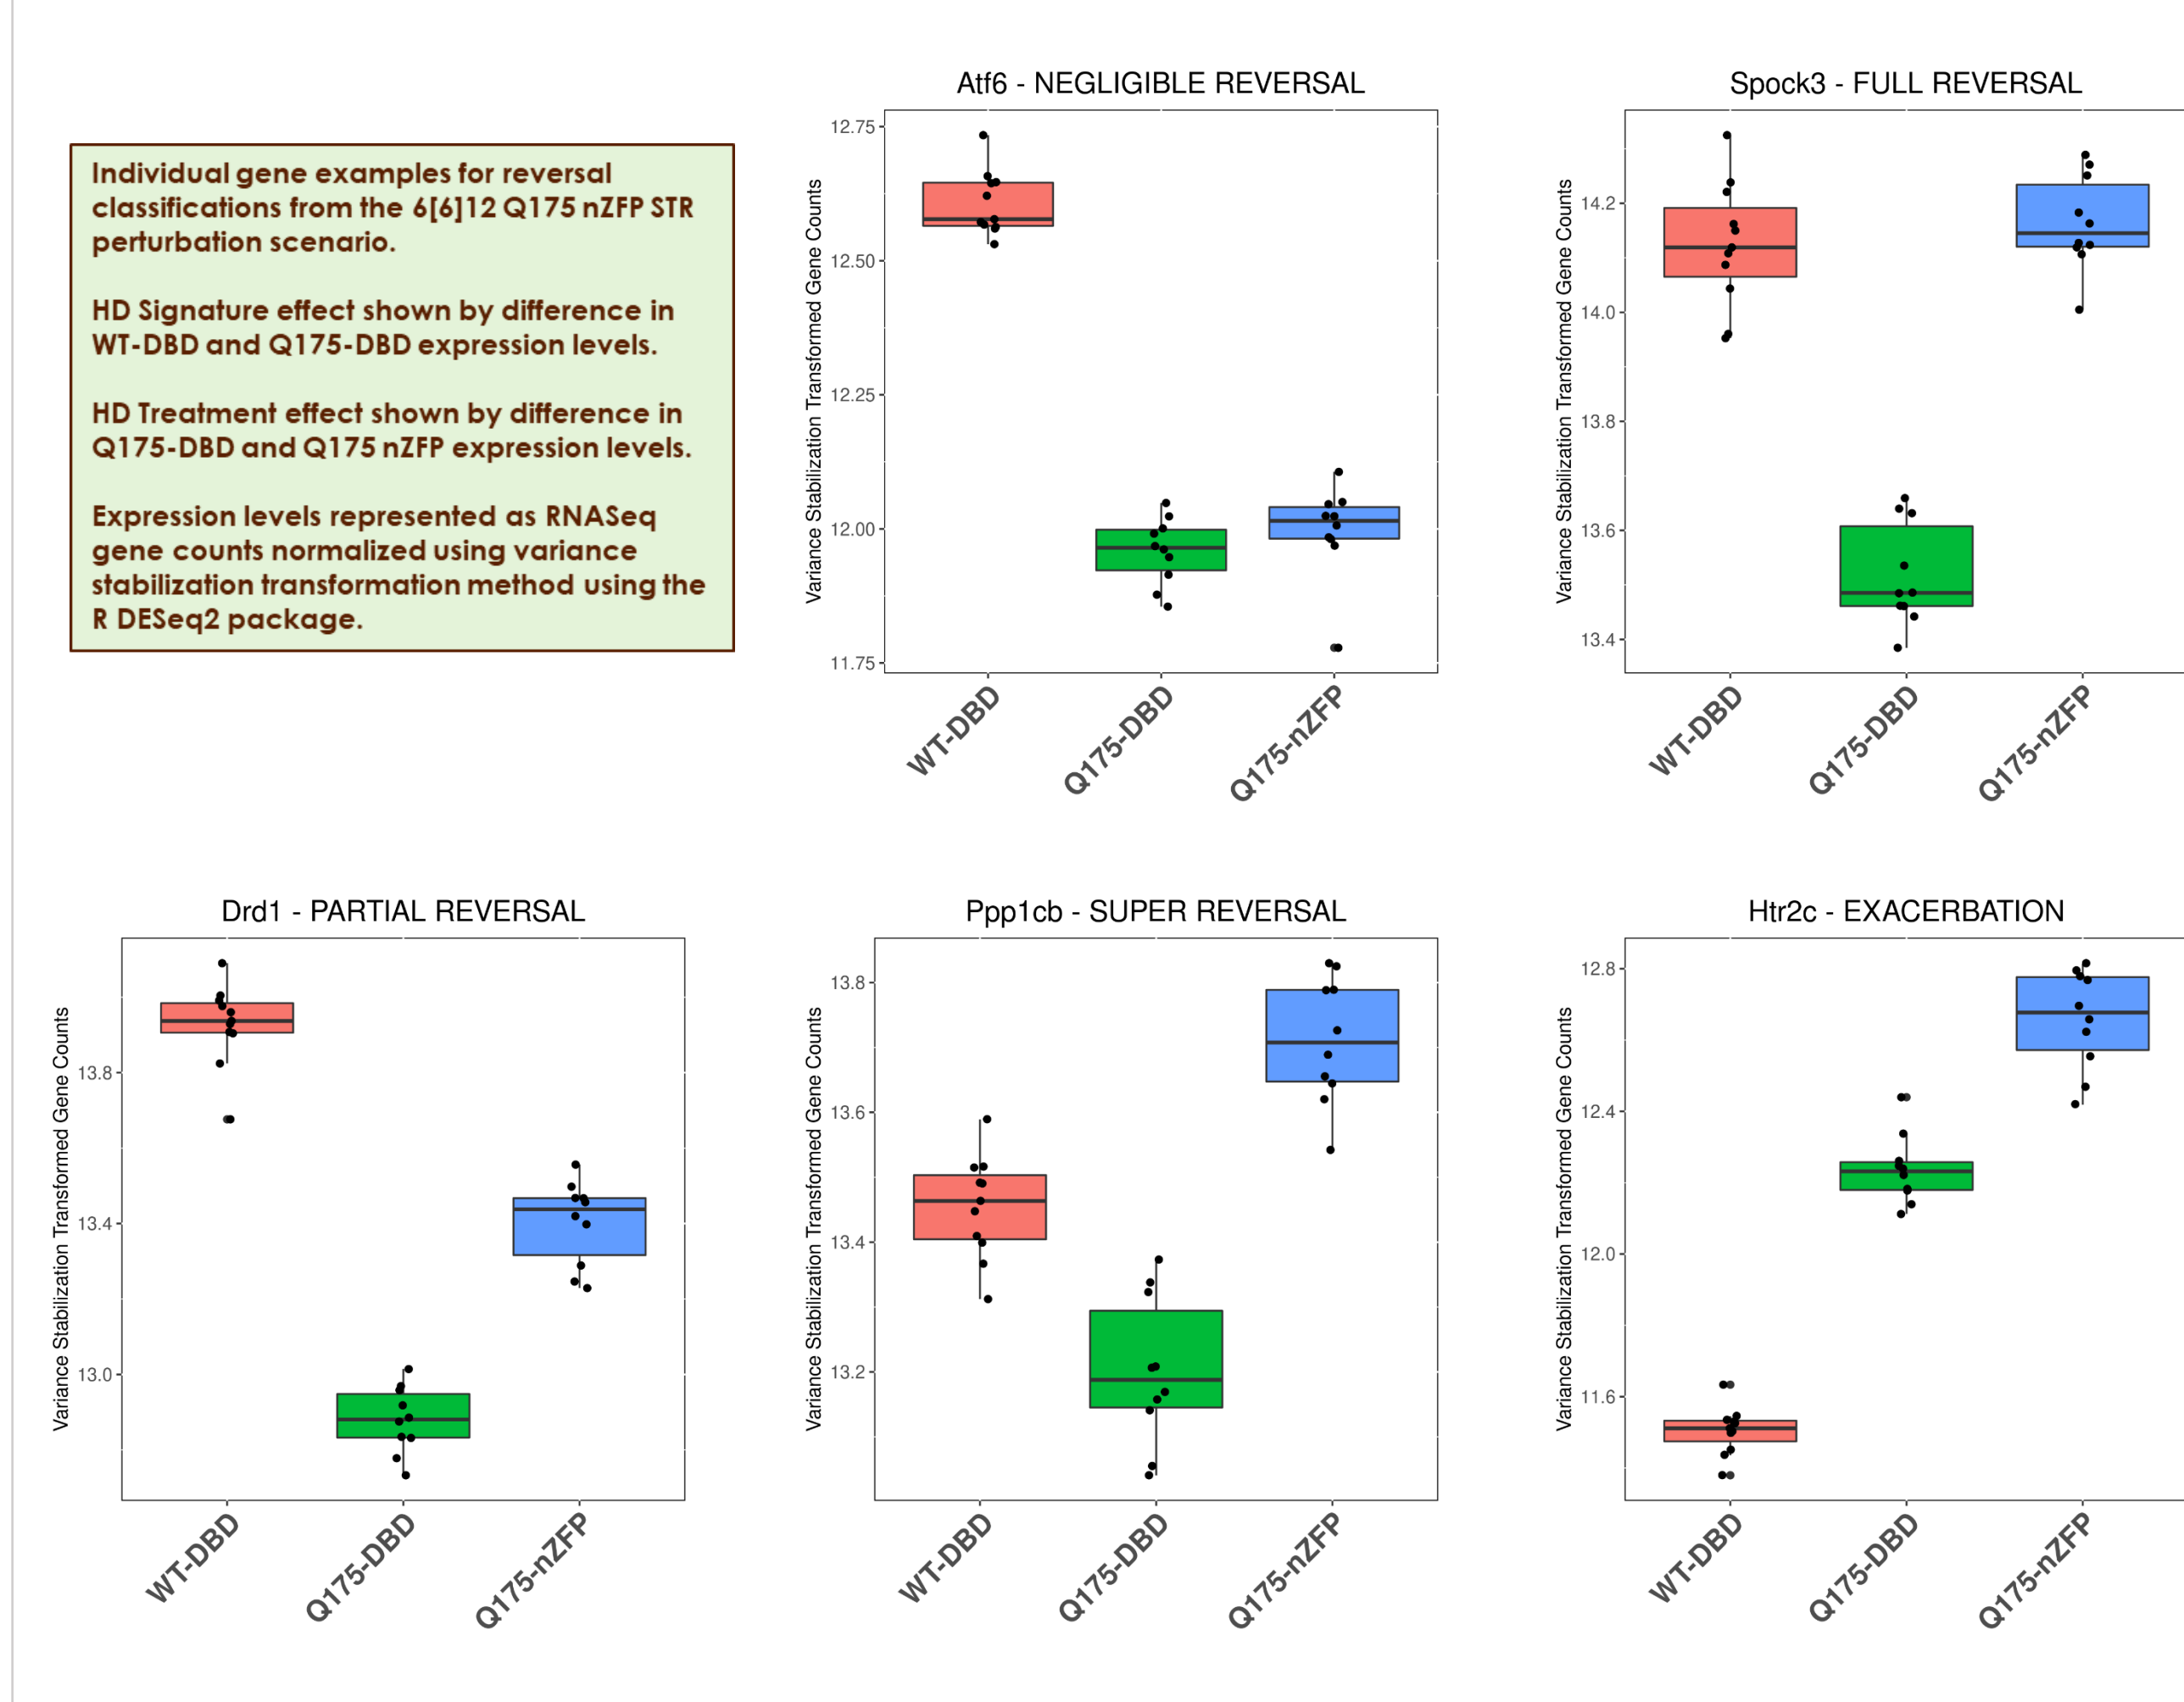 Individual gene examples for reversal
classifications from the 6[6]12 Q175 nZFP STR
perturbation scenario.
HD Signature effect shown by difference in
WT-DBD and Q175-DBD expression levels.
HD Treatment effect shown by difference in
Q175-DBD and Q175 nZFP expression levels.
Expression levels represented as RNASeq
gene counts normalized using variance
stabilization transformation method using the
R DESeq2 package.
Atf6 - NEGLIGIBLE REVERSAL
Variance Stabilization Transformed Gene Counts
12.75
12.50
12.25
12.00
11.75
WT-DBD
Q175-DBD
Q175-nZFP
Spock3 - FULL REVERSAL
Variance Stabilization Transformed Gene Counts
14.2
14.0
13.8
13.6
13.4
WT-DBD
Q175-DBD
Q175-nZFP
Drd1 - PARTIAL REVERSAL
Variance Stabilization Transformed Gene Counts
13.8
13.4
13.0
WT-DBD
Q175-DBD
Q175-nZFP
Ppp1cb - SUPER REVERSAL
Variance Stabilization Transformed Gene Counts
13.8
13.6
13.4
13.2
WT-DBD
Q175-DBD
Q175-nZFP
Htr2c - EXACERBATION
Variance Stabilization Transformed Gene Counts
12.8
12.4
12.0
11.6
WT-DBD
Q175-DBD
Q175-nZFP